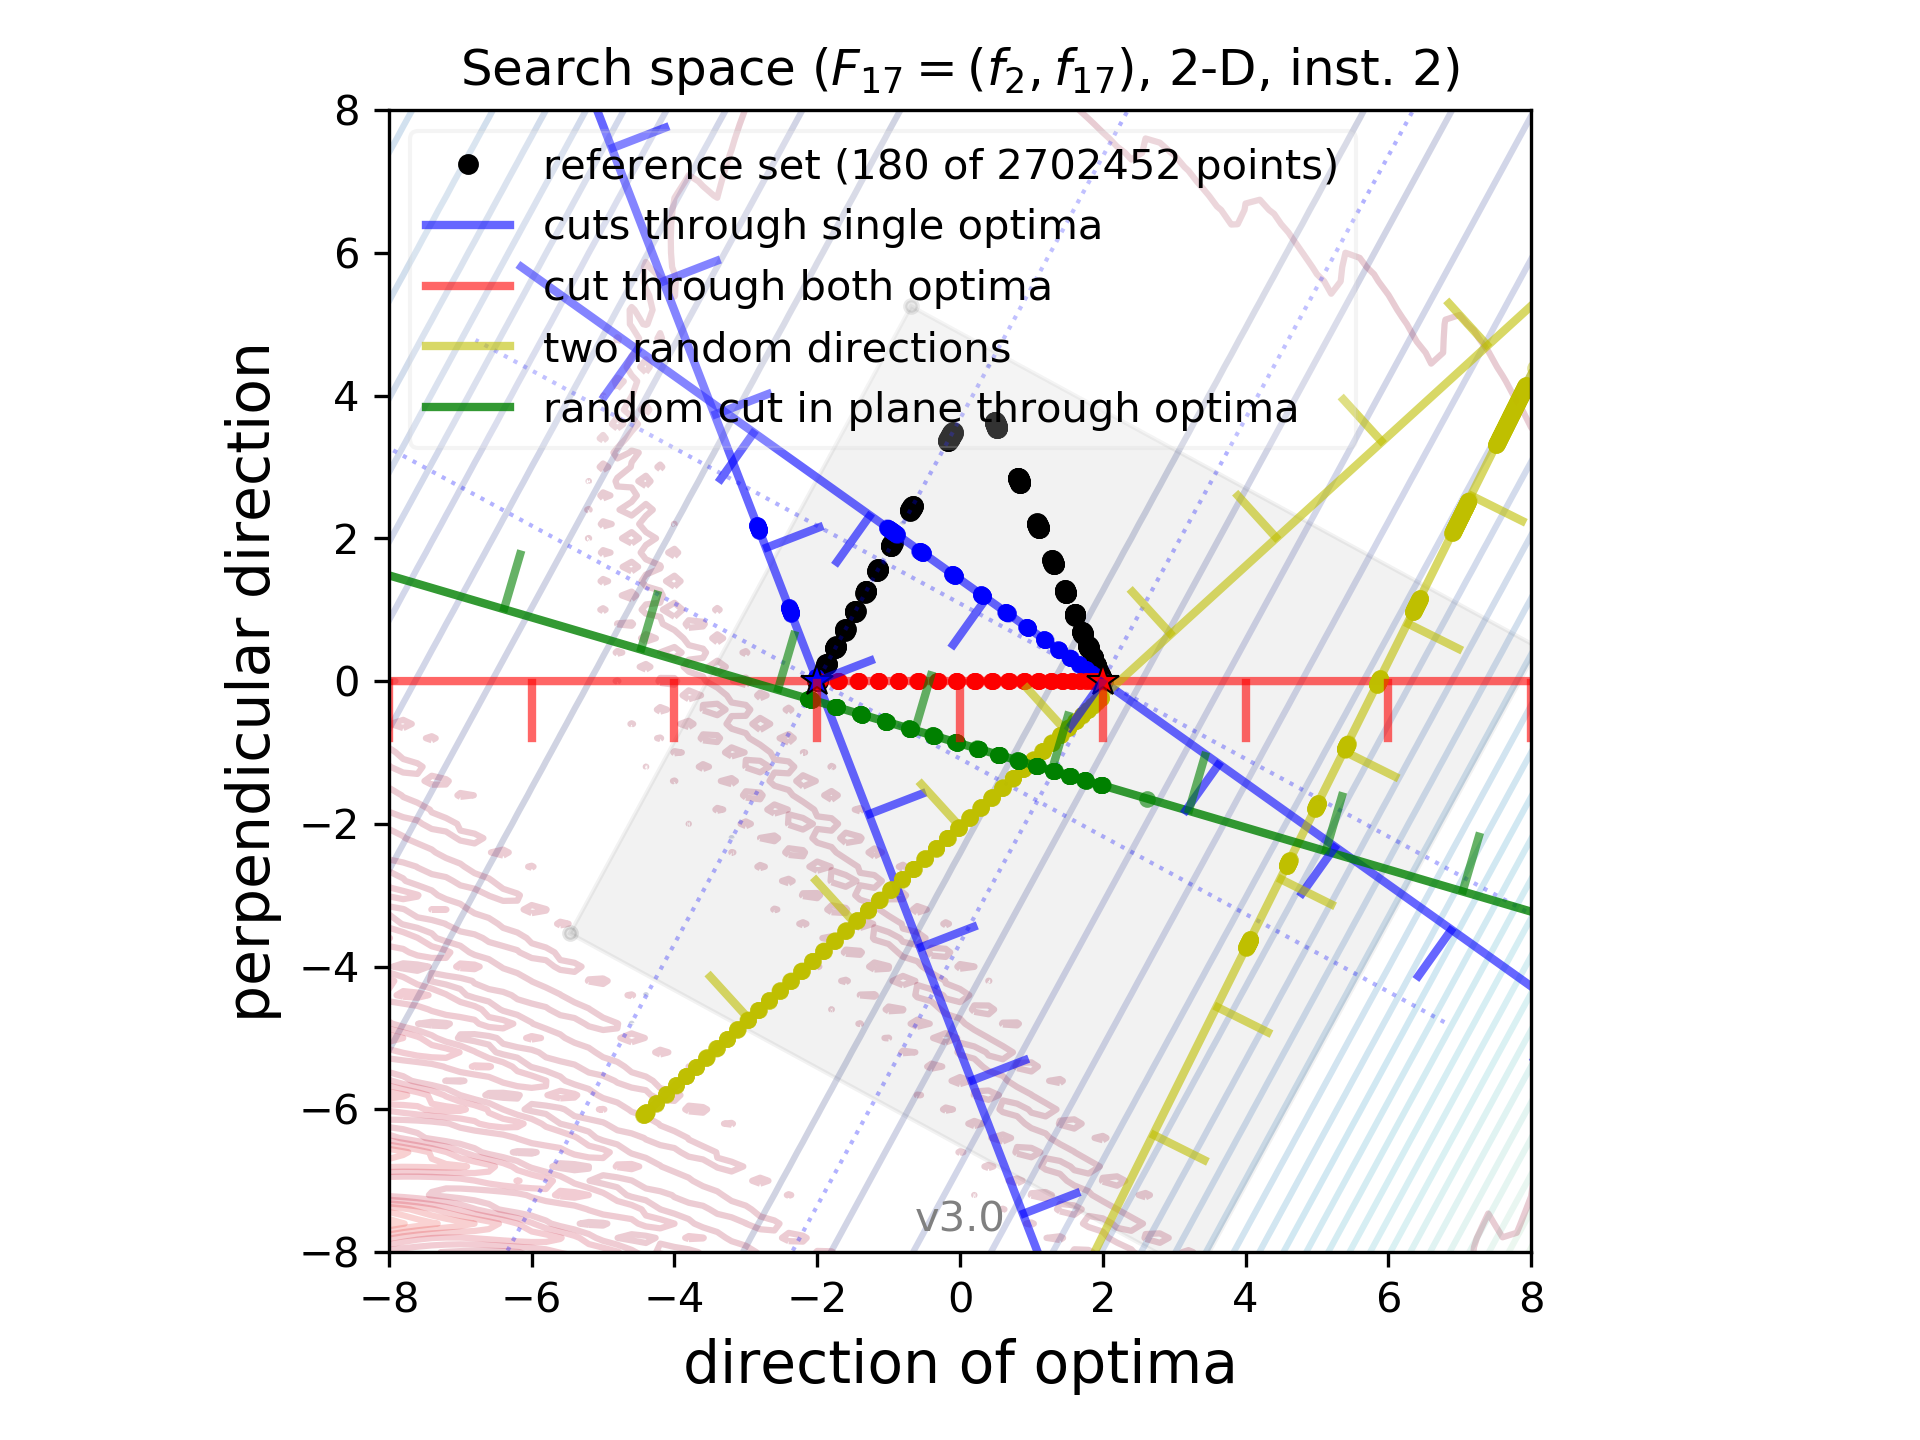 Search space (F₁₇ = (f₂, f₁₇), 2-D, inst. 2)
reference set (180 of 2702452 points)
cuts through single optima
cut through both optima
two random directions
random cut in plane through optima
8
6
4
2
0
−2
−4
−6
−8
perpendicular direction
v3.0
−8 −6 −4 −2 0 2 4 6 8
direction of optima